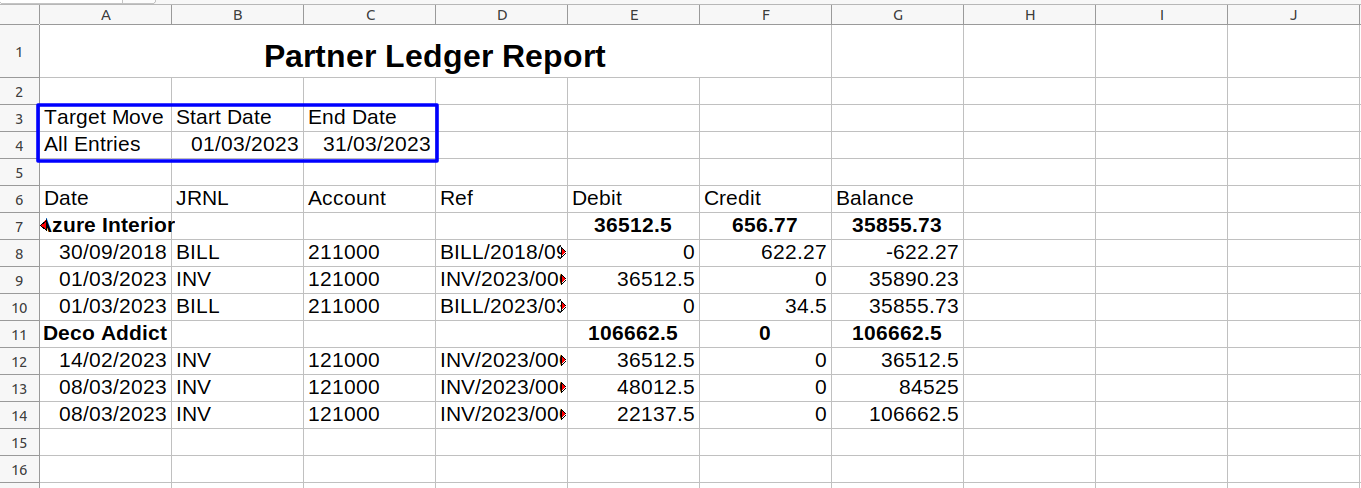 A B C D E F G H I J
1 Partner Ledger Report
2
3 Target Move Start Date End Date
4 All Entries 01/03/2023 31/03/2023
5
6 Date JRNL Account Ref Debit Credit Balance
7 Azure Interior 36512.5 656.77 35855.73
8 30/09/2018 BILL 211000 BILL/2018/09 0 622.27 -622.27
9 01/03/2023 INV 121000 INV/2023/00 36512.5 0 35890.23
10 01/03/2023 BILL 211000 BILL/2023/03 0 34.5 35855.73
11 Deco Addict 106662.5 0 106662.5
12 14/02/2023 INV 121000 INV/2023/00 36512.5 0 36512.5
13 08/03/2023 INV 121000 INV/2023/00 48012.5 0 84525
14 08/03/2023 INV 121000 INV/2023/00 22137.5 0 106662.5
15
16